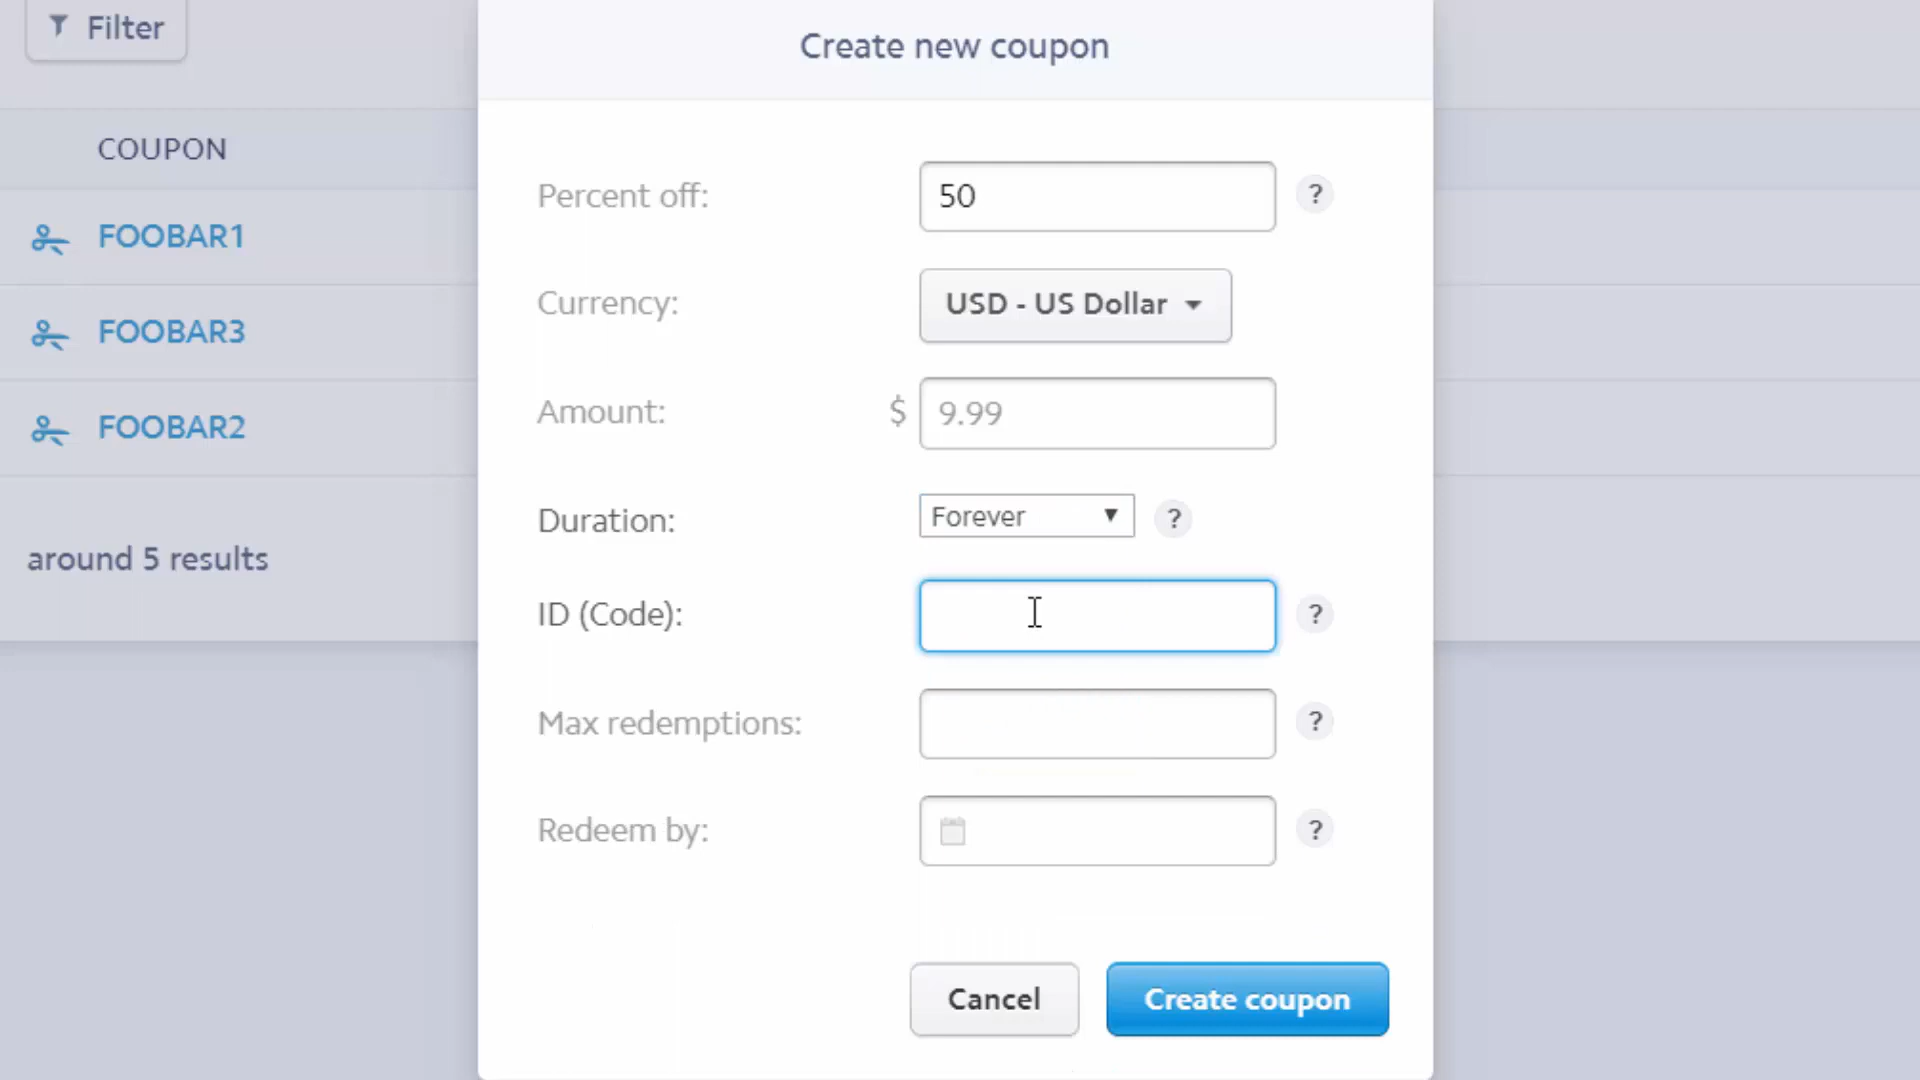 Filter
COUPON
FOOBAR1
FOOBAR3
FOOBAR2
around 5 results
Create new coupon
Percent off: 50 ?
Currency: USD - US Dollar
Amount: $ 9.99
Duration: Forever ?
ID (Code): ?
Max redemptions: ?
Redeem by: ?
Cancel Create coupon